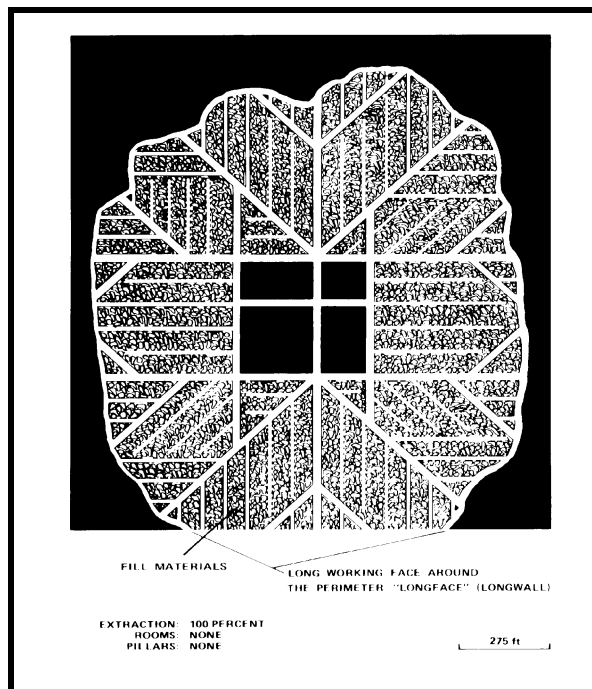 FILL MATERIALS
LONG WORKING FACE AROUND
THE PERIMETER "LONGFACE" (LONGWALL)
EXTRACTION: 100 PERCENT
ROOMS: NONE
PILLARS: NONE
275 ft